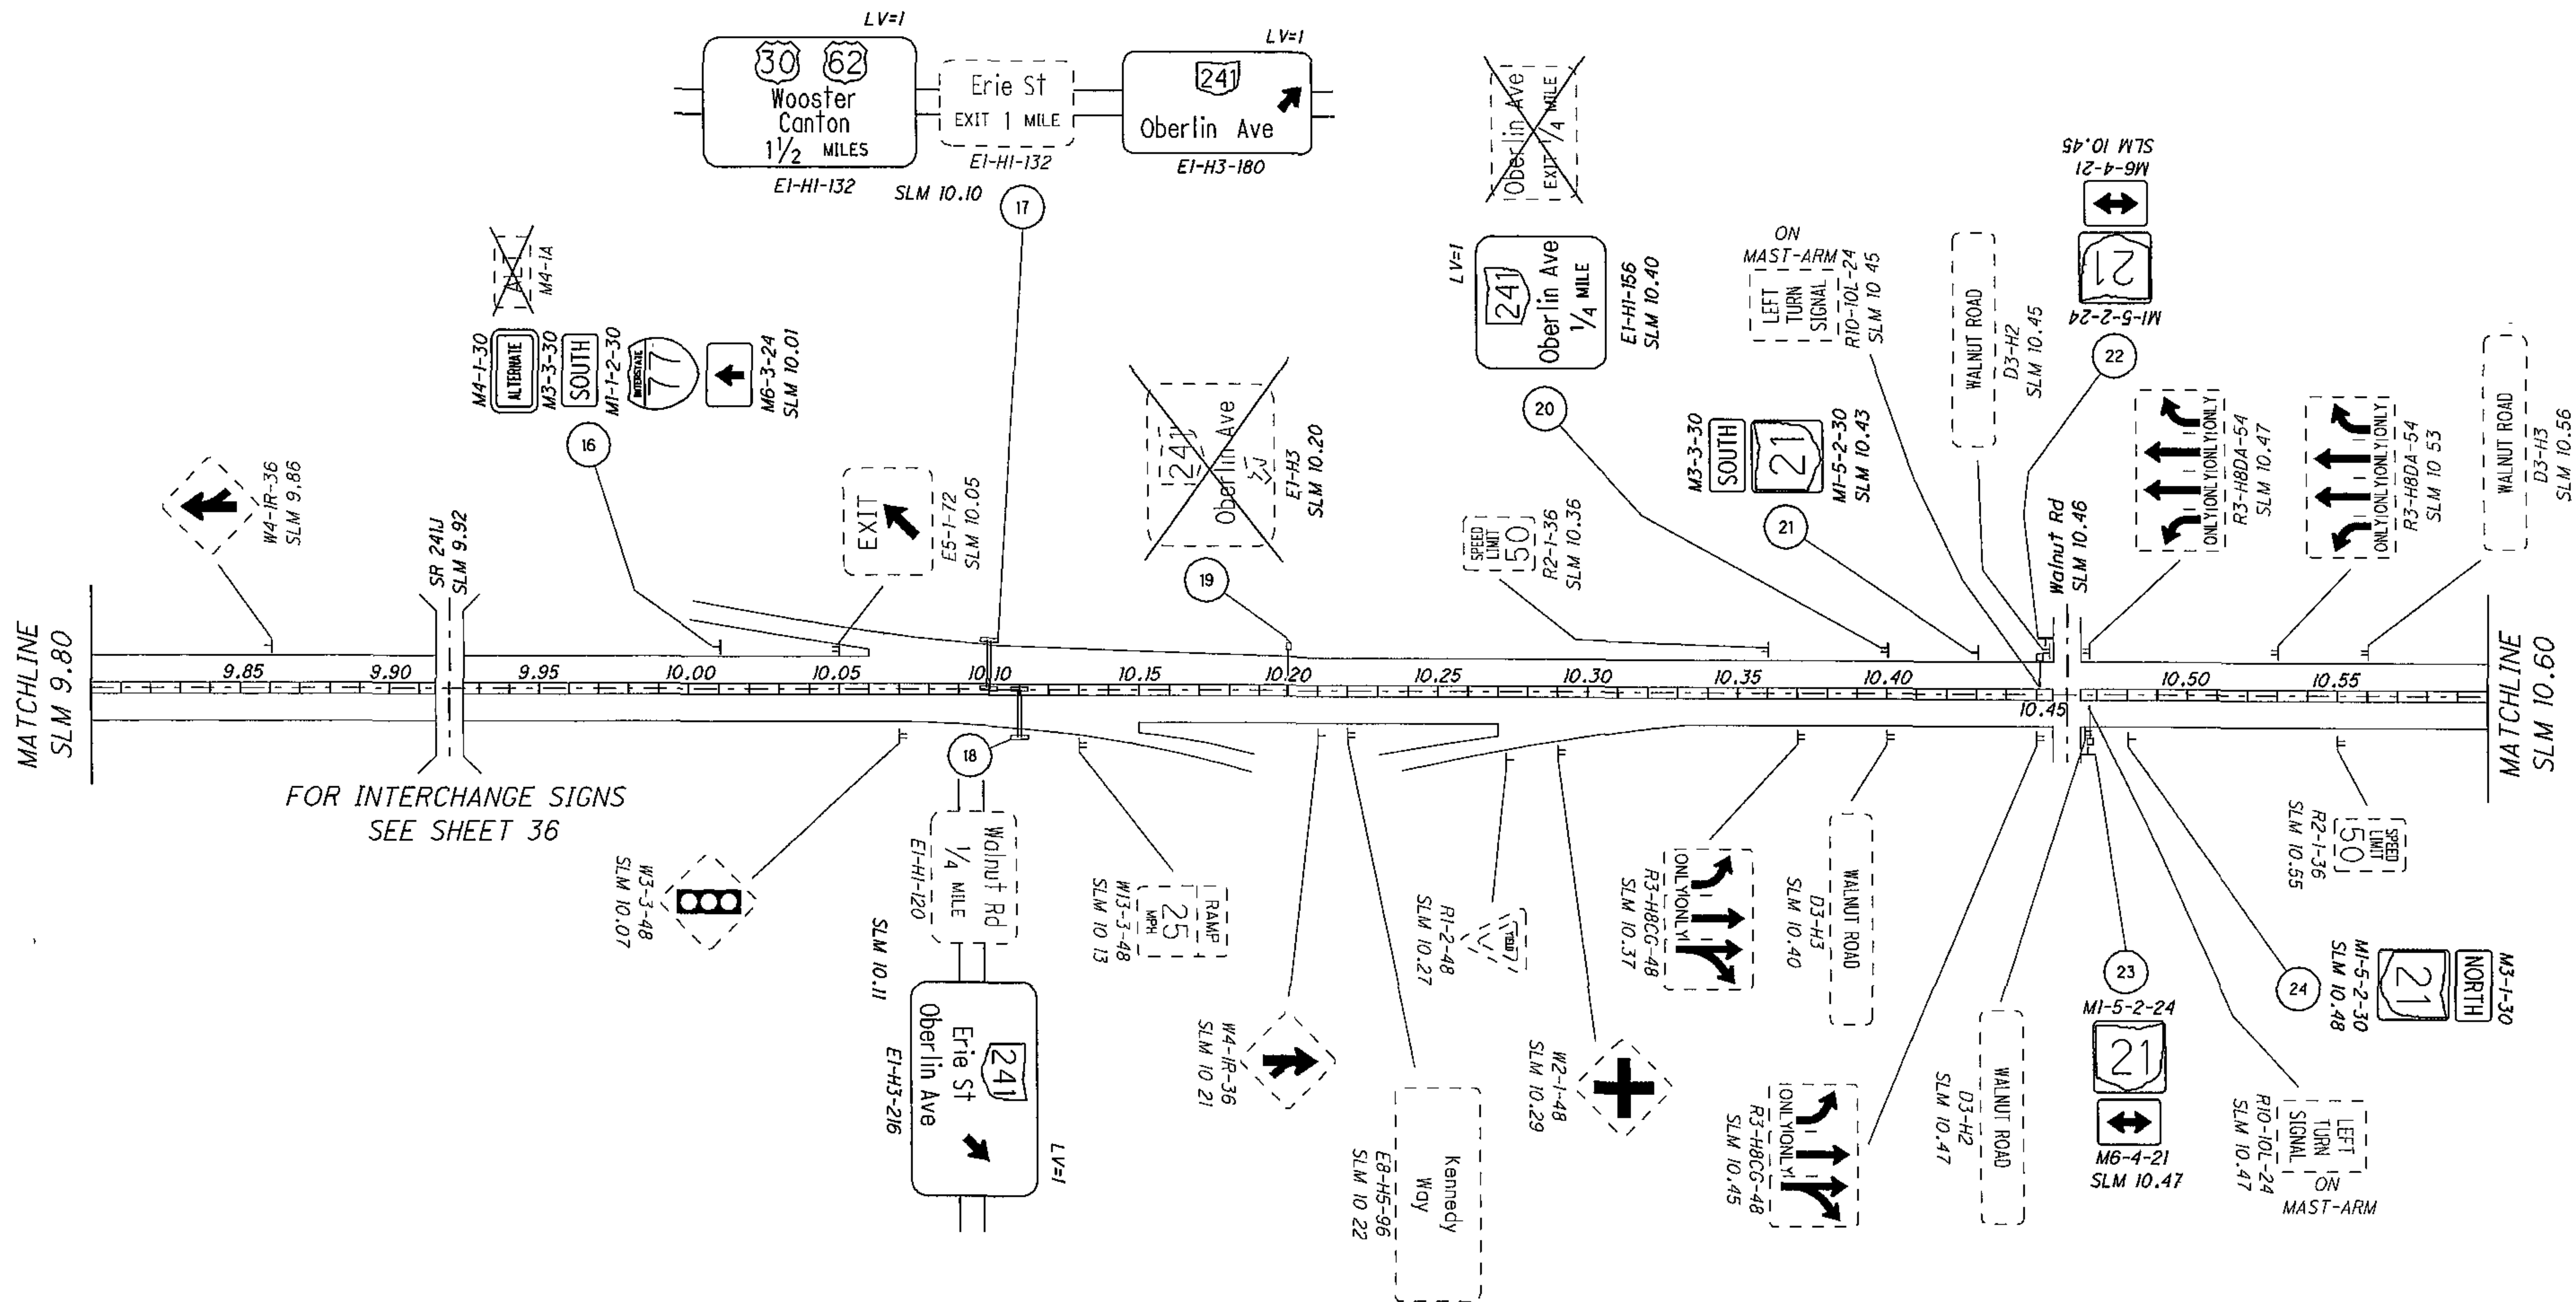 LV=1
30 62
Wooster
Canton
1 1/2 MILES
E1-H1-132
Erie St
EXIT 1 MILE
E1-H1-132
SLM 10.10
17
LV=1
241
Oberlin Ave
E1-H3-180
M4-1A
M4-1-30
ALTERNATE
M3-3-30
SOUTH
M1-1-2-30
INTERSTATE
77
M6-3-24
SLM 10.01
16
W4-1R-36
SLM 9.86
SR 241J
SLM 9.92
EXIT
E5-1-72
SLM 10.05
241
Oberlin Ave
E1-H3
SLM 10.20
19
Oberlin Ave
EXIT 1/4 MILE
LV=1
241
Oberlin Ave
1/4 MILE
E1-H1-156
SLM 10.40
20
SPEED
LIMIT
50
R2-1-36
SLM 10.36
M3-3-30
SOUTH
21
M1-5-2-30
SLM 10.43
21
ON
MAST-ARM
LEFT
TURN
SIGNAL
R10-10L-24
SLM 10 45
WALNUT ROAD
D3-H2
SLM 10.45
M6-4-21
SLM 10.45
21
M1-5-2-24
22
Walnut Rd
SLM 10.46
ONLY|ONLY|ONLY|ONLY
R3-H8DA-54
SLM 10.47
ONLY|ONLY|ONLY|ONLY
R3-H8DA-54
SLM 10 53
WALNUT ROAD
D3-H3
SLM 10.56
MATCHLINE
SLM 9.80
9.85 9.90 9.95 10.00 10.05 10.10 10.15 10.20 10.25 10.30 10.35 10.40 10.45 10.50 10.55
MATCHLINE
SLM 10.60
FOR INTERCHANGE SIGNS
SEE SHEET 36
W3-3-48
SLM 10.07
18
Walnut Rd
1/4 MILE
E1-H1-120
SLM 10.11
241
Erie St
Oberlin Ave
E1-H3-216
LV=1
RAMP
25
MPH
W13-3-48
SLM 10 13
W4-1R-36
SLM 10 21
Kennedy
Way
E8-H5-96
SLM 10 22
YIELD
R1-2-48
SLM 10.27
W2-1-48
SLM 10.29
ONLY|ONLY|
R3-H8CG-48
SLM 10.37
WALNUT ROAD
D3-H3
SLM 10.40
ONLY|ONLY|
R3-H8CG-48
SLM 10.45
WALNUT ROAD
D3-H2
SLM 10.47
23
M1-5-2-24
21
M6-4-21
SLM 10.47
LEFT
TURN
SIGNAL
R10-10L-24
SLM 10.47
ON
MAST-ARM
24
M3-1-30
NORTH
21
M1-5-2-30
SLM 10.48
SPEED
LIMIT
50
R2-1-36
SLM 10.55